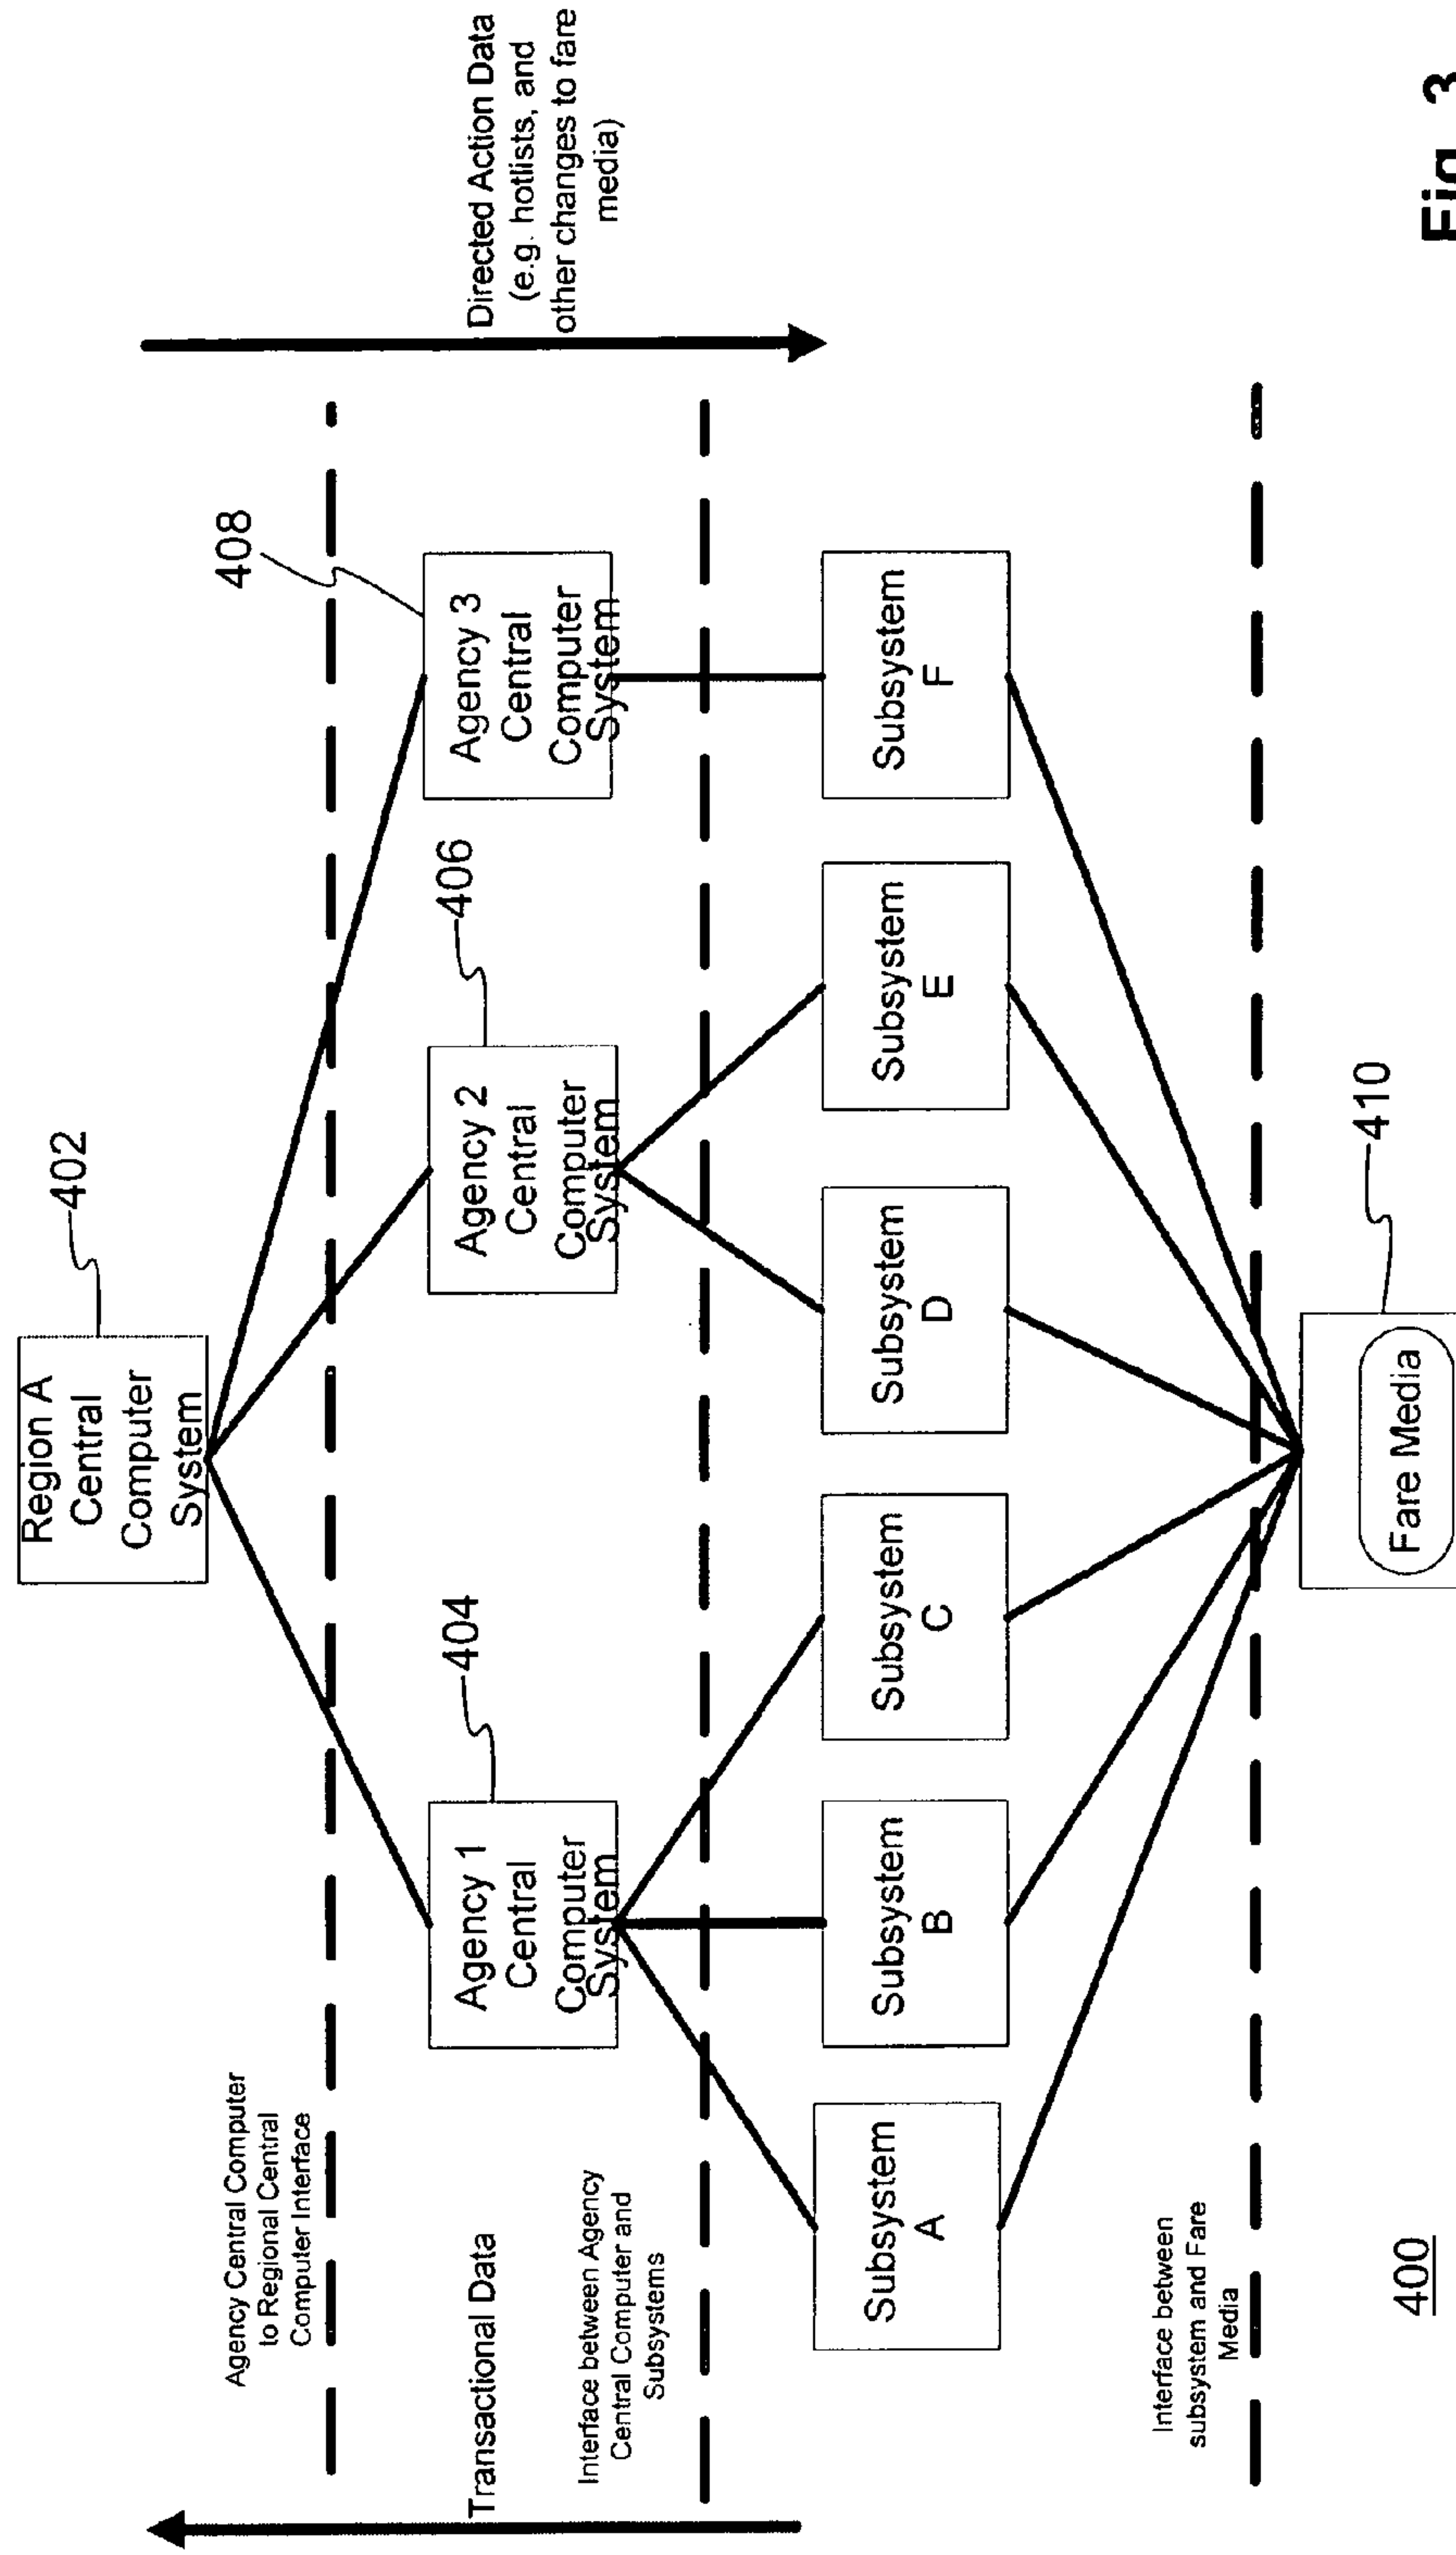 Region A
Central
Computer
System
402
Agency Central Computer
to Regional Central
Computer Interface
408
Transactional Data
Agency 1
Central
Computer
System
404
Agency 2
Central
Computer
System
406
Agency 3
Central
Computer
System
Directed Action Data
(e.g. hotlists, and
other changes to fare
media)
Interface between Agency
Central Computer and
Subsystems
Subsystem
A
Subsystem
B
Subsystem
C
Subsystem
D
Subsystem
E
Subsystem
F
Interface between
subsystem and Fare
Media
410
Fare Media
400
Fig. 3